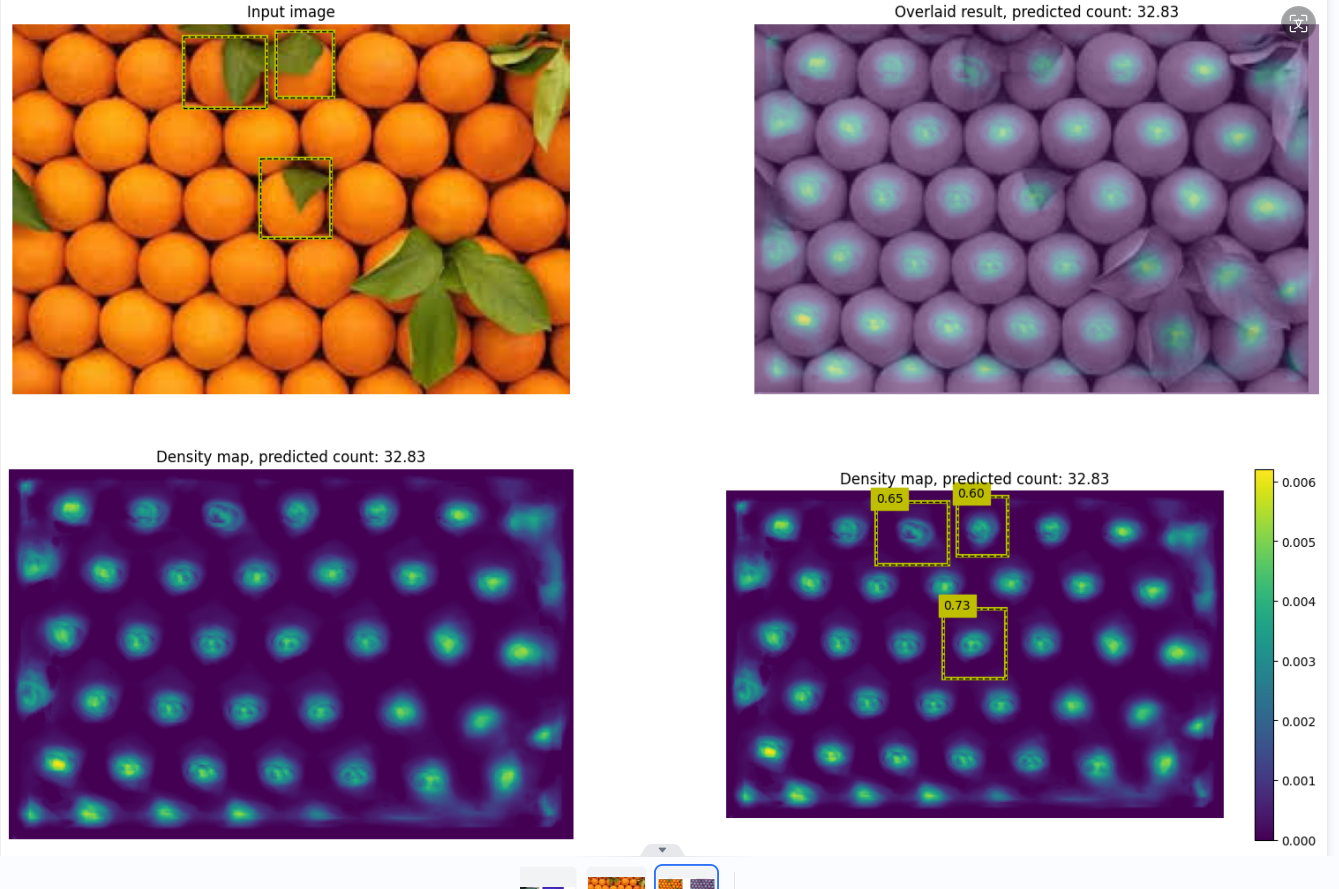 Input image
Overlaid result, predicted count: 32.83
Density map, predicted count: 32.83
Density map, predicted count: 32.83
0.65
0.60
0.73
0.006
0.005
0.004
0.003
0.002
0.001
0.000